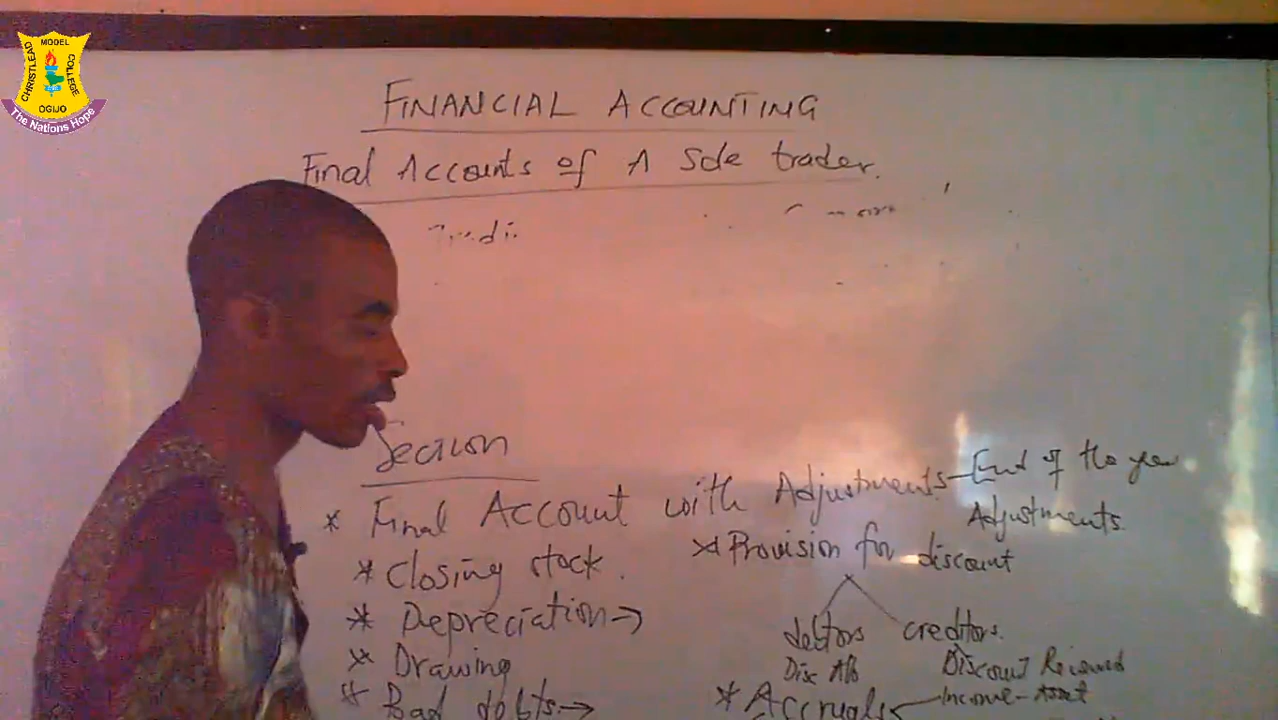 MODEL
CHRISTLEAD
COLLEGE
OGIJO
The Nations Hope
FINANCIAL ACCOUNTING
Final Accounts of A Sole trader.
Section
* Final Account with Adjustments - End of the year
Adjustments.
* Closing stock.
* Provision for discount
* Depreciation →
debtors creditors.
* Drawing
Disc All
Discount Received
* Bad debts. →
* Accruals
Income - Asset